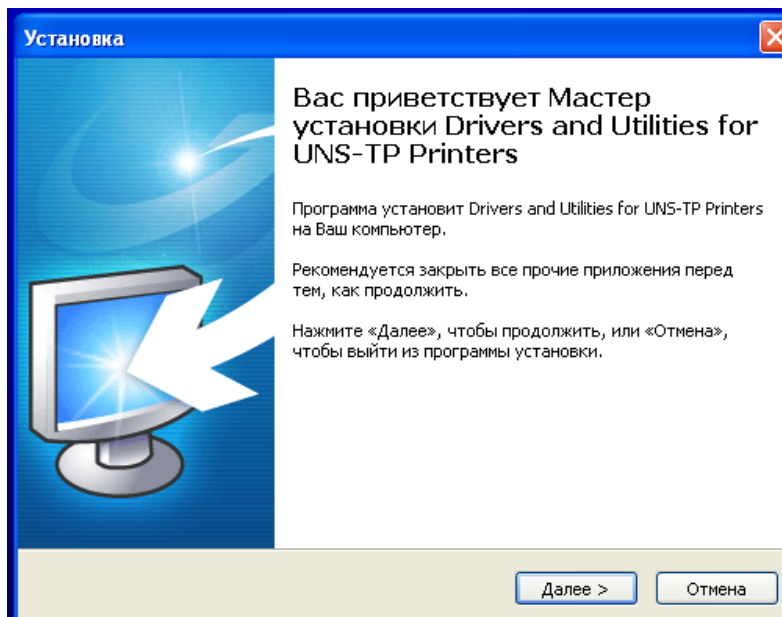 Установка
Вас приветствует Мастер
установки Drivers and Utilities for
UNS-TP Printers
Программа установит Drivers and Utilities for UNS-TP Printers
на Ваш компьютер.
Рекомендуется закрыть все прочие приложения перед
тем, как продолжить.
Нажмите «Далее», чтобы продолжить, или «Отмена»,
чтобы выйти из программы установки.
Далее >
Отмена